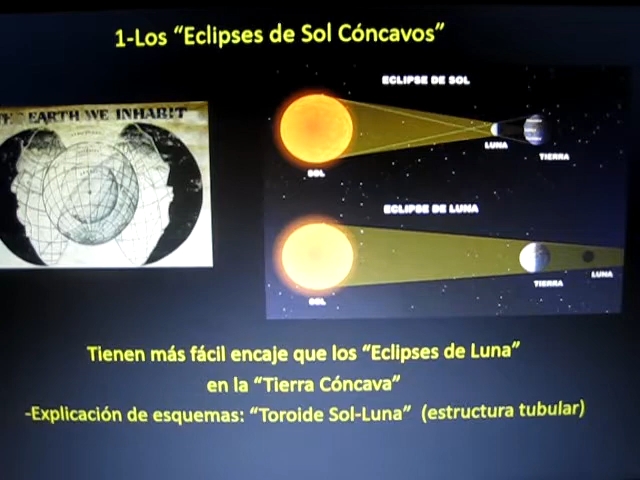 1-Los “Eclipses de Sol Cóncavos”
EARTH WE INHABIT
ECLIPSE DE SOL
LUNA
TIERRA
SOL
ECLIPSE DE LUNA
TIERRA
LUNA
SOL
Tienen más fácil encaje que los “Eclipses de Luna”
en la “Tierra Cóncava”
-Explicación de esquemas: “Toroide Sol-Luna” (estructura tubular)